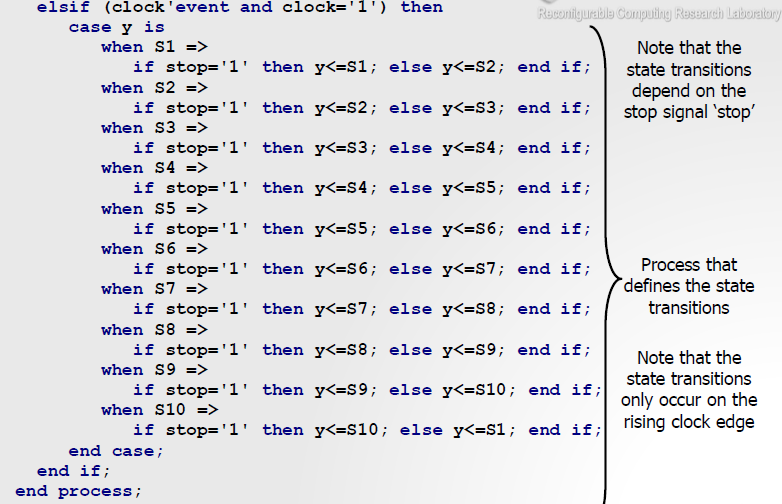 Reconfigurable Computing Research Laboratory
elsif (clock'event and clock='1') then
case y is
when S1 =>
if stop='1' then y<=S1; else y<=S2; end if;
when S2 =>
if stop='1' then y<=S2; else y<=S3; end if;
when S3 =>
if stop='1' then y<=S3; else y<=S4; end if;
when S4 =>
if stop='1' then y<=S4; else y<=S5; end if;
when S5 =>
if stop='1' then y<=S5; else y<=S6; end if;
when S6 =>
if stop='1' then y<=S6; else y<=S7; end if;
when S7 =>
if stop='1' then y<=S7; else y<=S8; end if;
when S8 =>
if stop='1' then y<=S8; else y<=S9; end if;
when S9 =>
if stop='1' then y<=S9; else y<=S10; end if;
when S10 =>
if stop='1' then y<=S10; else y<=S1; end if;
end case;
end if;
end process;
Note that the
state transitions
depend on the
stop signal ‘stop’
Process that
defines the state
transitions
Note that the
state transitions
only occur on the
rising clock edge